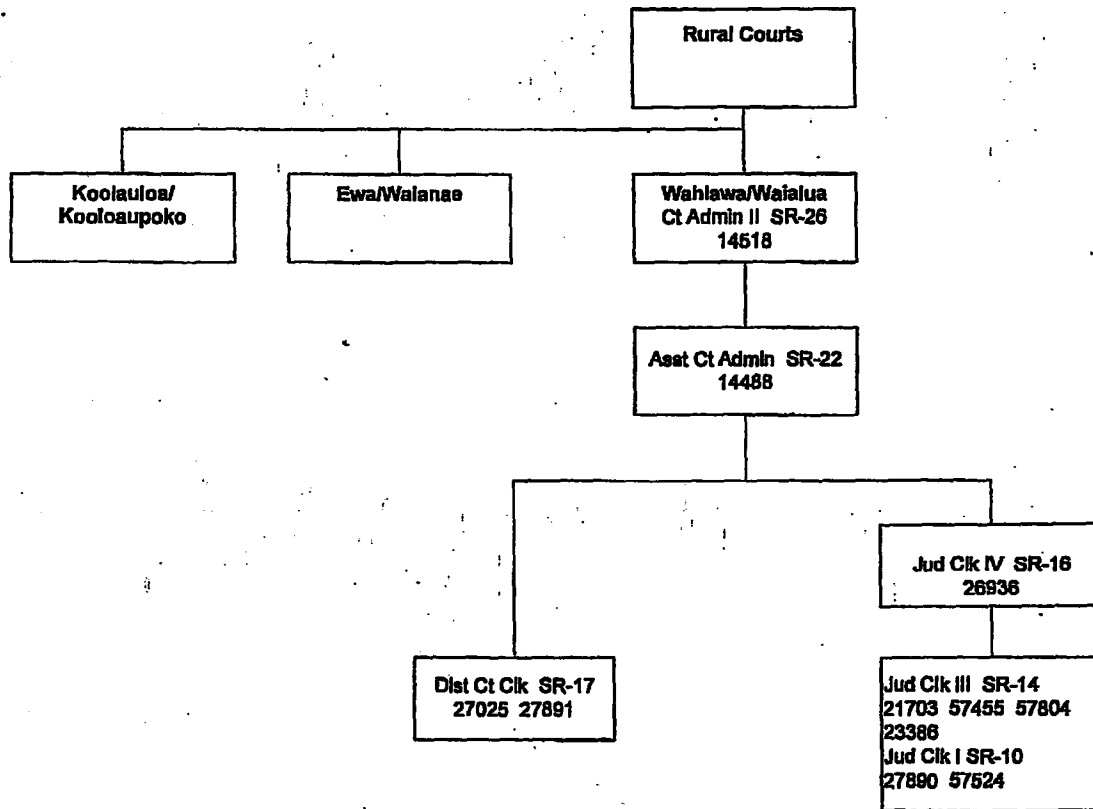 Rural Courts
Koolauloa/
Kooloaupoko
Ewa/Waianae
Wahiawa/Waialua
Ct Admin II SR-26
14518
Asst Ct Admin SR-22
14488
Jud Clk IV SR-16
26936
Dist Ct Clk SR-17
27025 27891
Jud Clk III SR-14
21703 57455 57804
23386
Jud Clk I SR-10
27890 57524